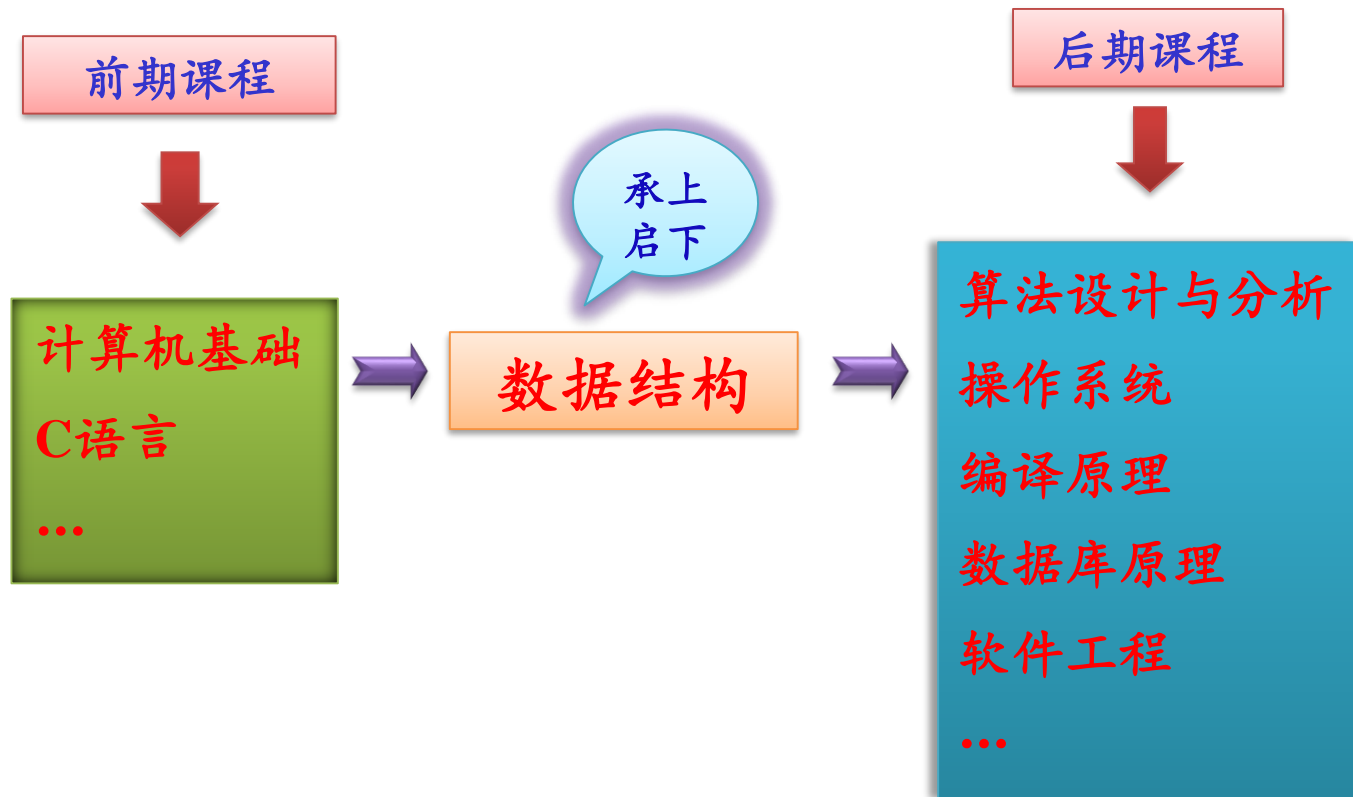 前期课程
后期课程
承上
启下
计算机基础
C语言
…
数据结构
算法设计与分析
操作系统
编译原理
数据库原理
软件工程
…